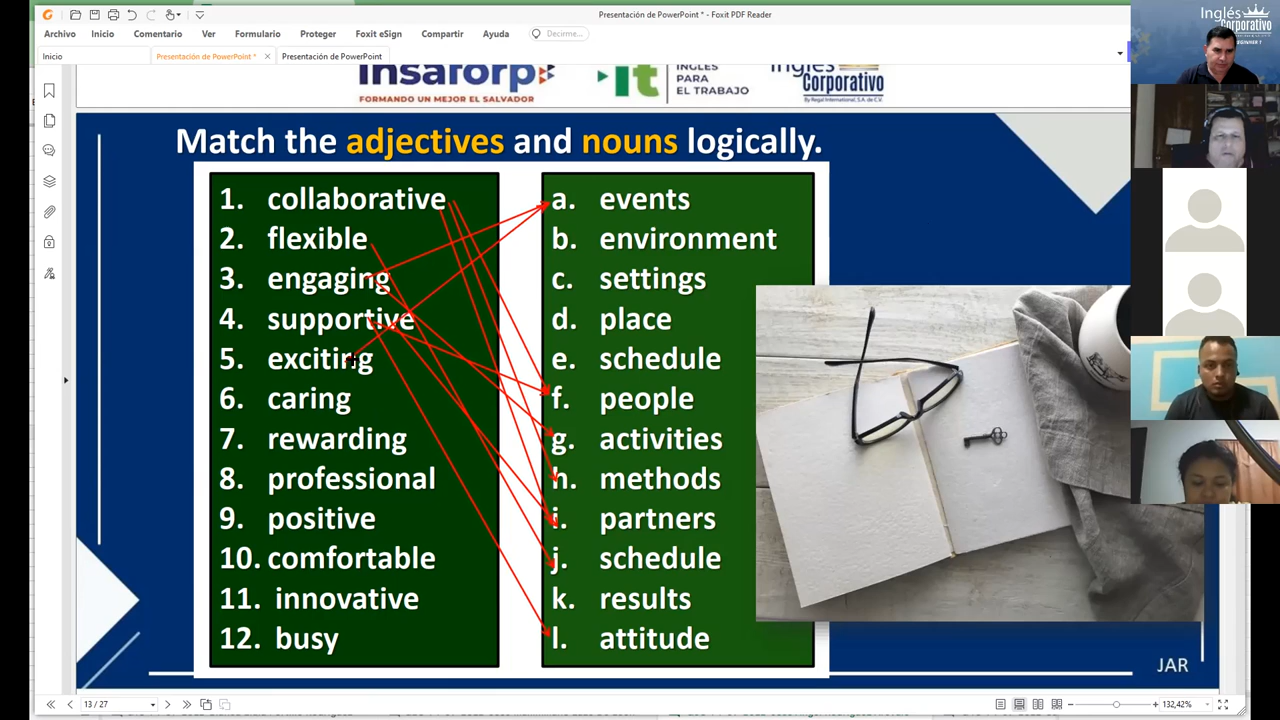 Presentación de PowerPoint * - Foxit PDF Reader
Archivo Inicio Comentario Ver Formulario Proteger Foxit eSign Compartir Ayuda Decirme...
Inicio Presentación de PowerPoint * Presentación de PowerPoint
insaforp
FORMANDO UN MEJOR EL SALVADOR
it
INGLÉS
PARA
EL TRABAJO
Inglés
Corporativo
By Regal International, S.A. de C.V.
Inglés
Corporativo
BEGINNER 1
Match the adjectives and nouns logically.
1. collaborative
2. flexible
3. engaging
4. supportive
5. exciting
6. caring
7. rewarding
8. professional
9. positive
10. comfortable
11. innovative
12. busy
a. events
b. environment
c. settings
d. place
e. schedule
f. people
g. activities
h. methods
i. partners
j. schedule
k. results
l. attitude
JAR
13 / 27
132,42%